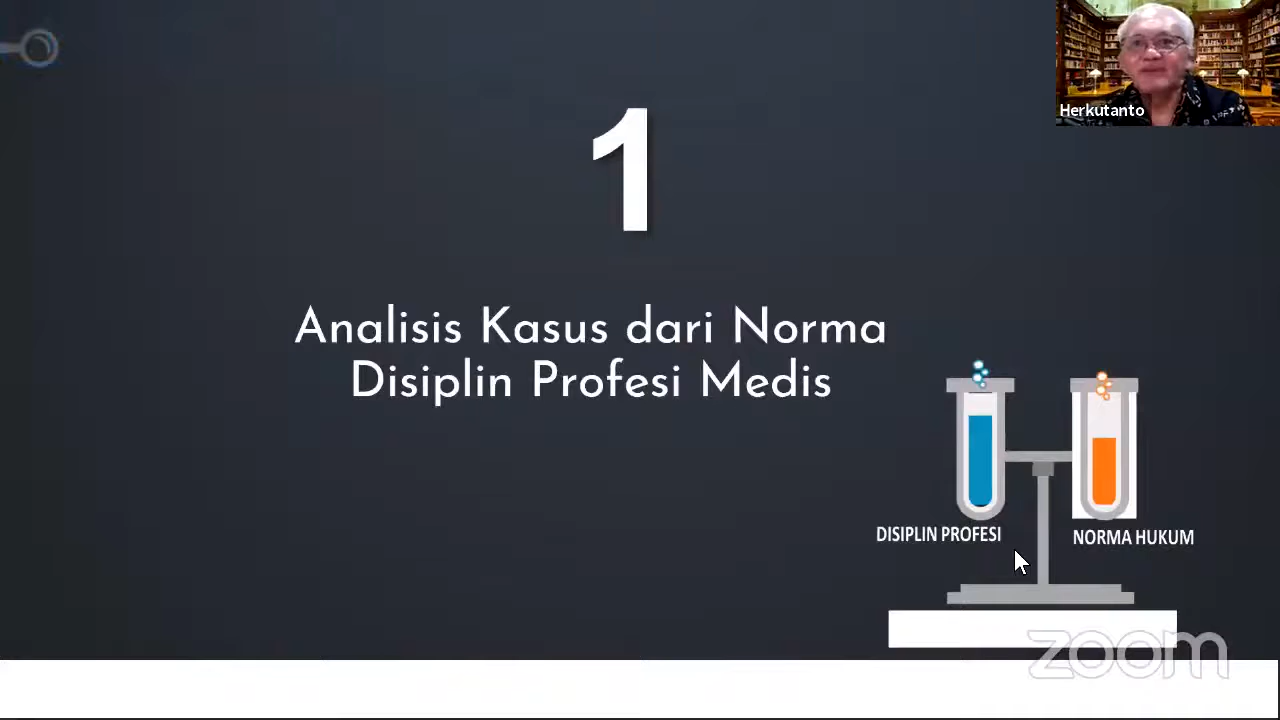 Herkutanto
1
Analisis Kasus dari Norma
Disiplin Profesi Medis
DISIPLIN PROFESI
NORMA HUKUM
zoom